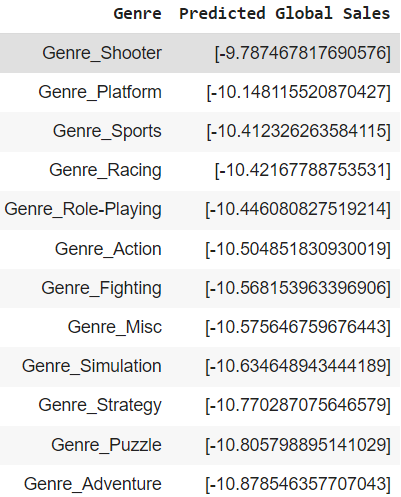 Genre Predicted Global Sales
Genre_Shooter [-9.787467817690576]
Genre_Platform [-10.148115520870427]
Genre_Sports [-10.412326263584115]
Genre_Racing [-10.42167788753531]
Genre_Role-Playing [-10.446080827519214]
Genre_Action [-10.504851830930019]
Genre_Fighting [-10.568153963396906]
Genre_Misc [-10.575646759676443]
Genre_Simulation [-10.634648943444189]
Genre_Strategy [-10.770287075646579]
Genre_Puzzle [-10.805798895141029]
Genre_Adventure [-10.878546357707043]